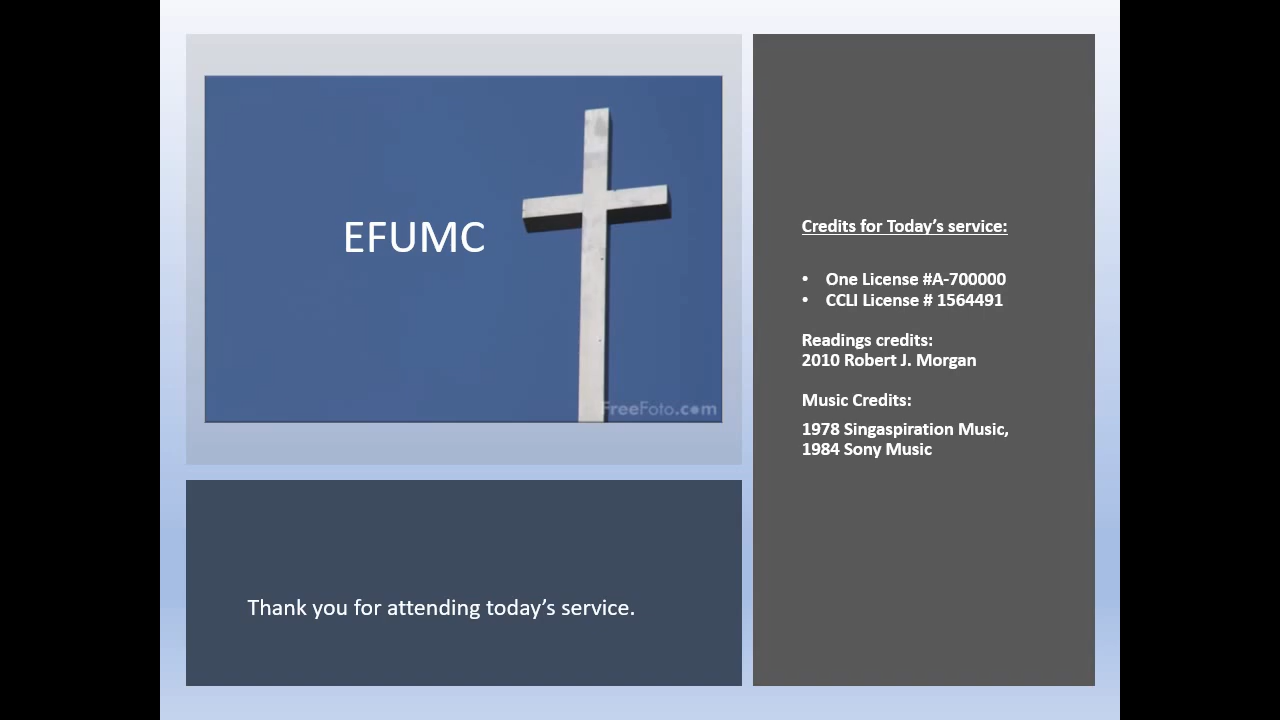 EFUMC
FreeFoto.com
Thank you for attending today’s service.
Credits for Today’s service:
• One License #A-700000
• CCLI License # 1564491
Readings credits:
2010 Robert J. Morgan
Music Credits:
1978 Singaspiration Music,
1984 Sony Music